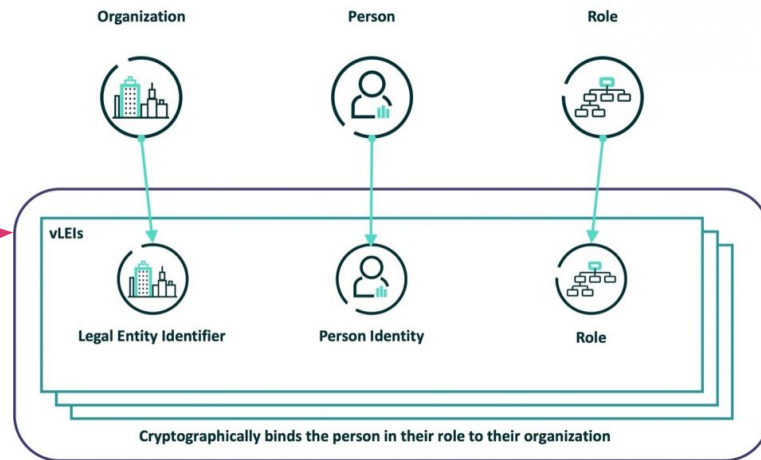 Organization
Person
Role
vLEIs
Legal Entity Identifier
Person Identity
Role
Cryptographically binds the person in their role to their organization